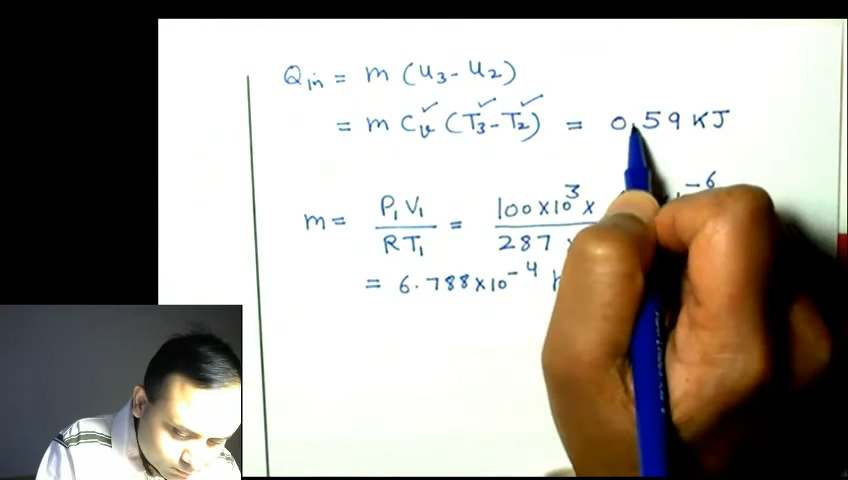 Qin = m (u3 - u2)
= m Cv (T3 - T2) = 0.59 KJ
m = P1 V1 / R T1 = 100 x 10^3 x -6 / 287
= 6.788 x 10^-4